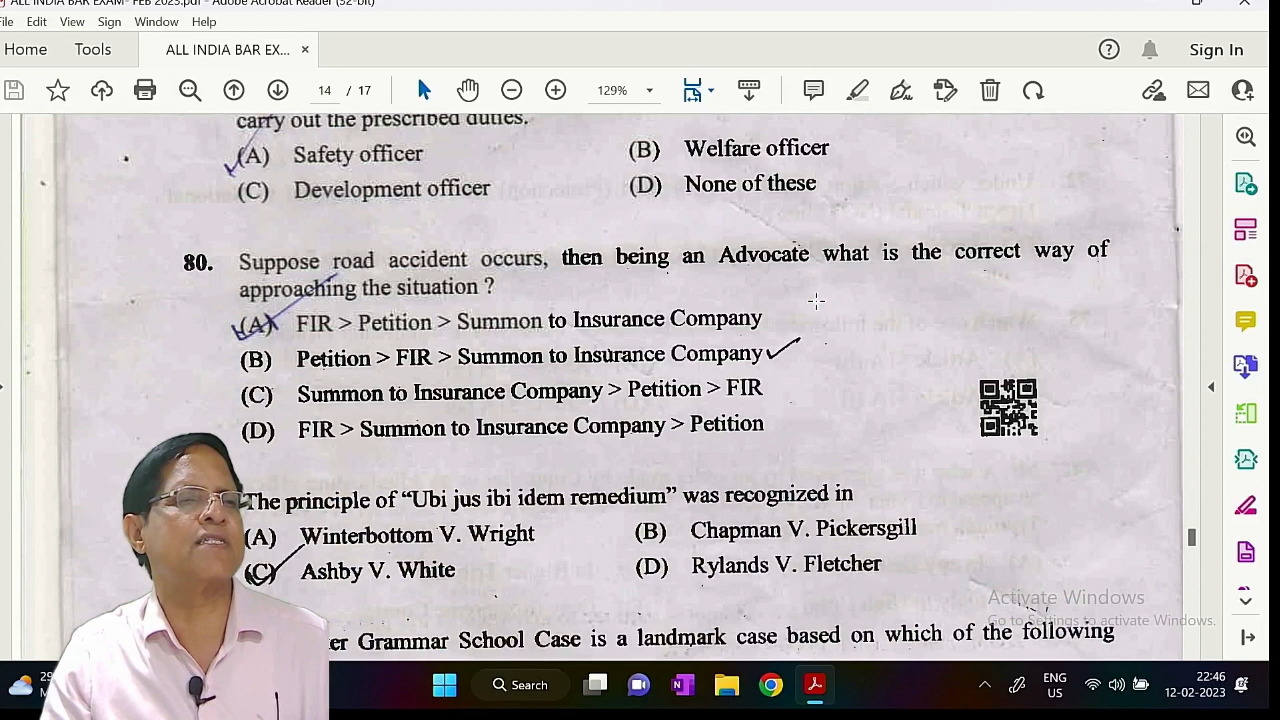 ALL INDIA BAR EXAM- FEB 2023.pdf - Adobe Acrobat Reader (32-bit)
File Edit View Sign Window Help
Home Tools ALL INDIA BAR EX... × Sign In
14 / 17 129%
carry out the prescribed duties.
(A) Safety officer (B) Welfare officer
(C) Development officer (D) None of these
80. Suppose road accident occurs, then being an Advocate what is the correct way of
approaching the situation ?
(A) FIR > Petition > Summon to Insurance Company
(B) Petition > FIR > Summon to Insurance Company
(C) Summon to Insurance Company > Petition > FIR
(D) FIR > Summon to Insurance Company > Petition
The principle of “Ubi jus ibi idem remedium” was recognized in
(A) Winterbottom V. Wright (B) Chapman V. Pickersgill
(C) Ashby V. White (D) Rylands V. Fletcher
Activate Windows
Go to Settings to activate Windows.
Grammar School Case is a landmark case based on which of the following
Search
ENG
US
22:46
12-02-2023